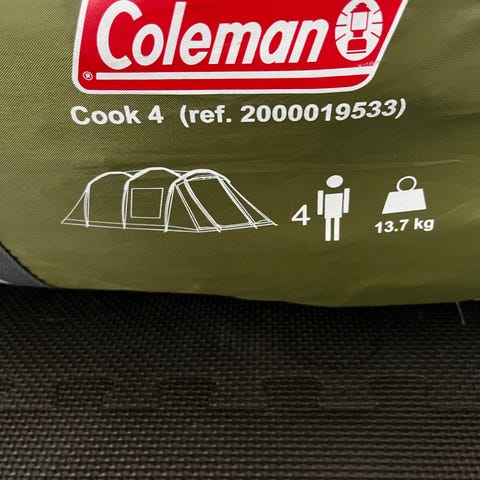 Coleman
®
Cook 4 (ref. 2000019533)
4
13.7 kg